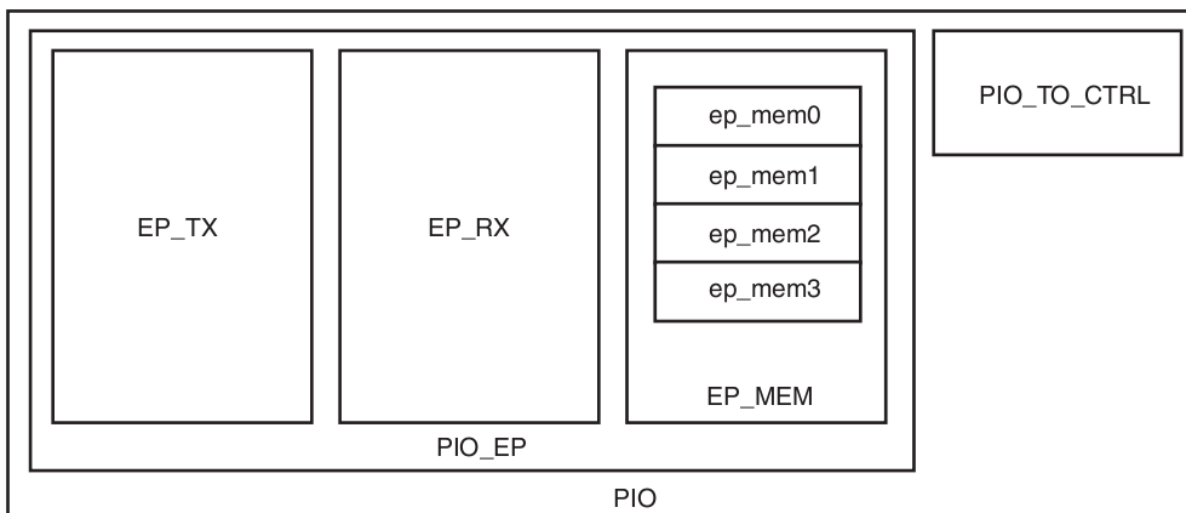 PIO_TO_CTRL
ep_mem0
ep_mem1
ep_mem2
ep_mem3
EP_TX
EP_RX
EP_MEM
PIO_EP
PIO